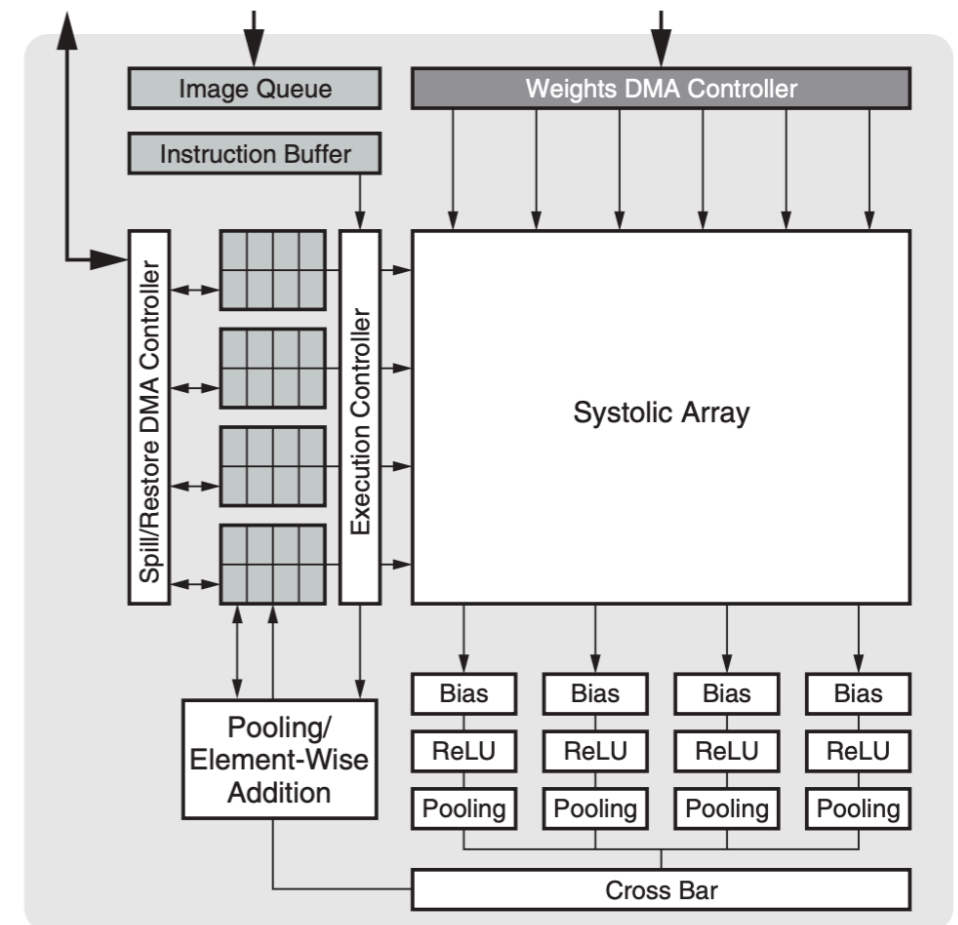 Image Queue
Weights DMA Controller
Instruction Buffer
Spill/Restore DMA Controller
Execution Controller
Systolic Array
Bias
Bias
Bias
Bias
ReLU
ReLU
ReLU
ReLU
Pooling
Pooling
Pooling
Pooling
Pooling/
Element-Wise
Addition
Cross Bar